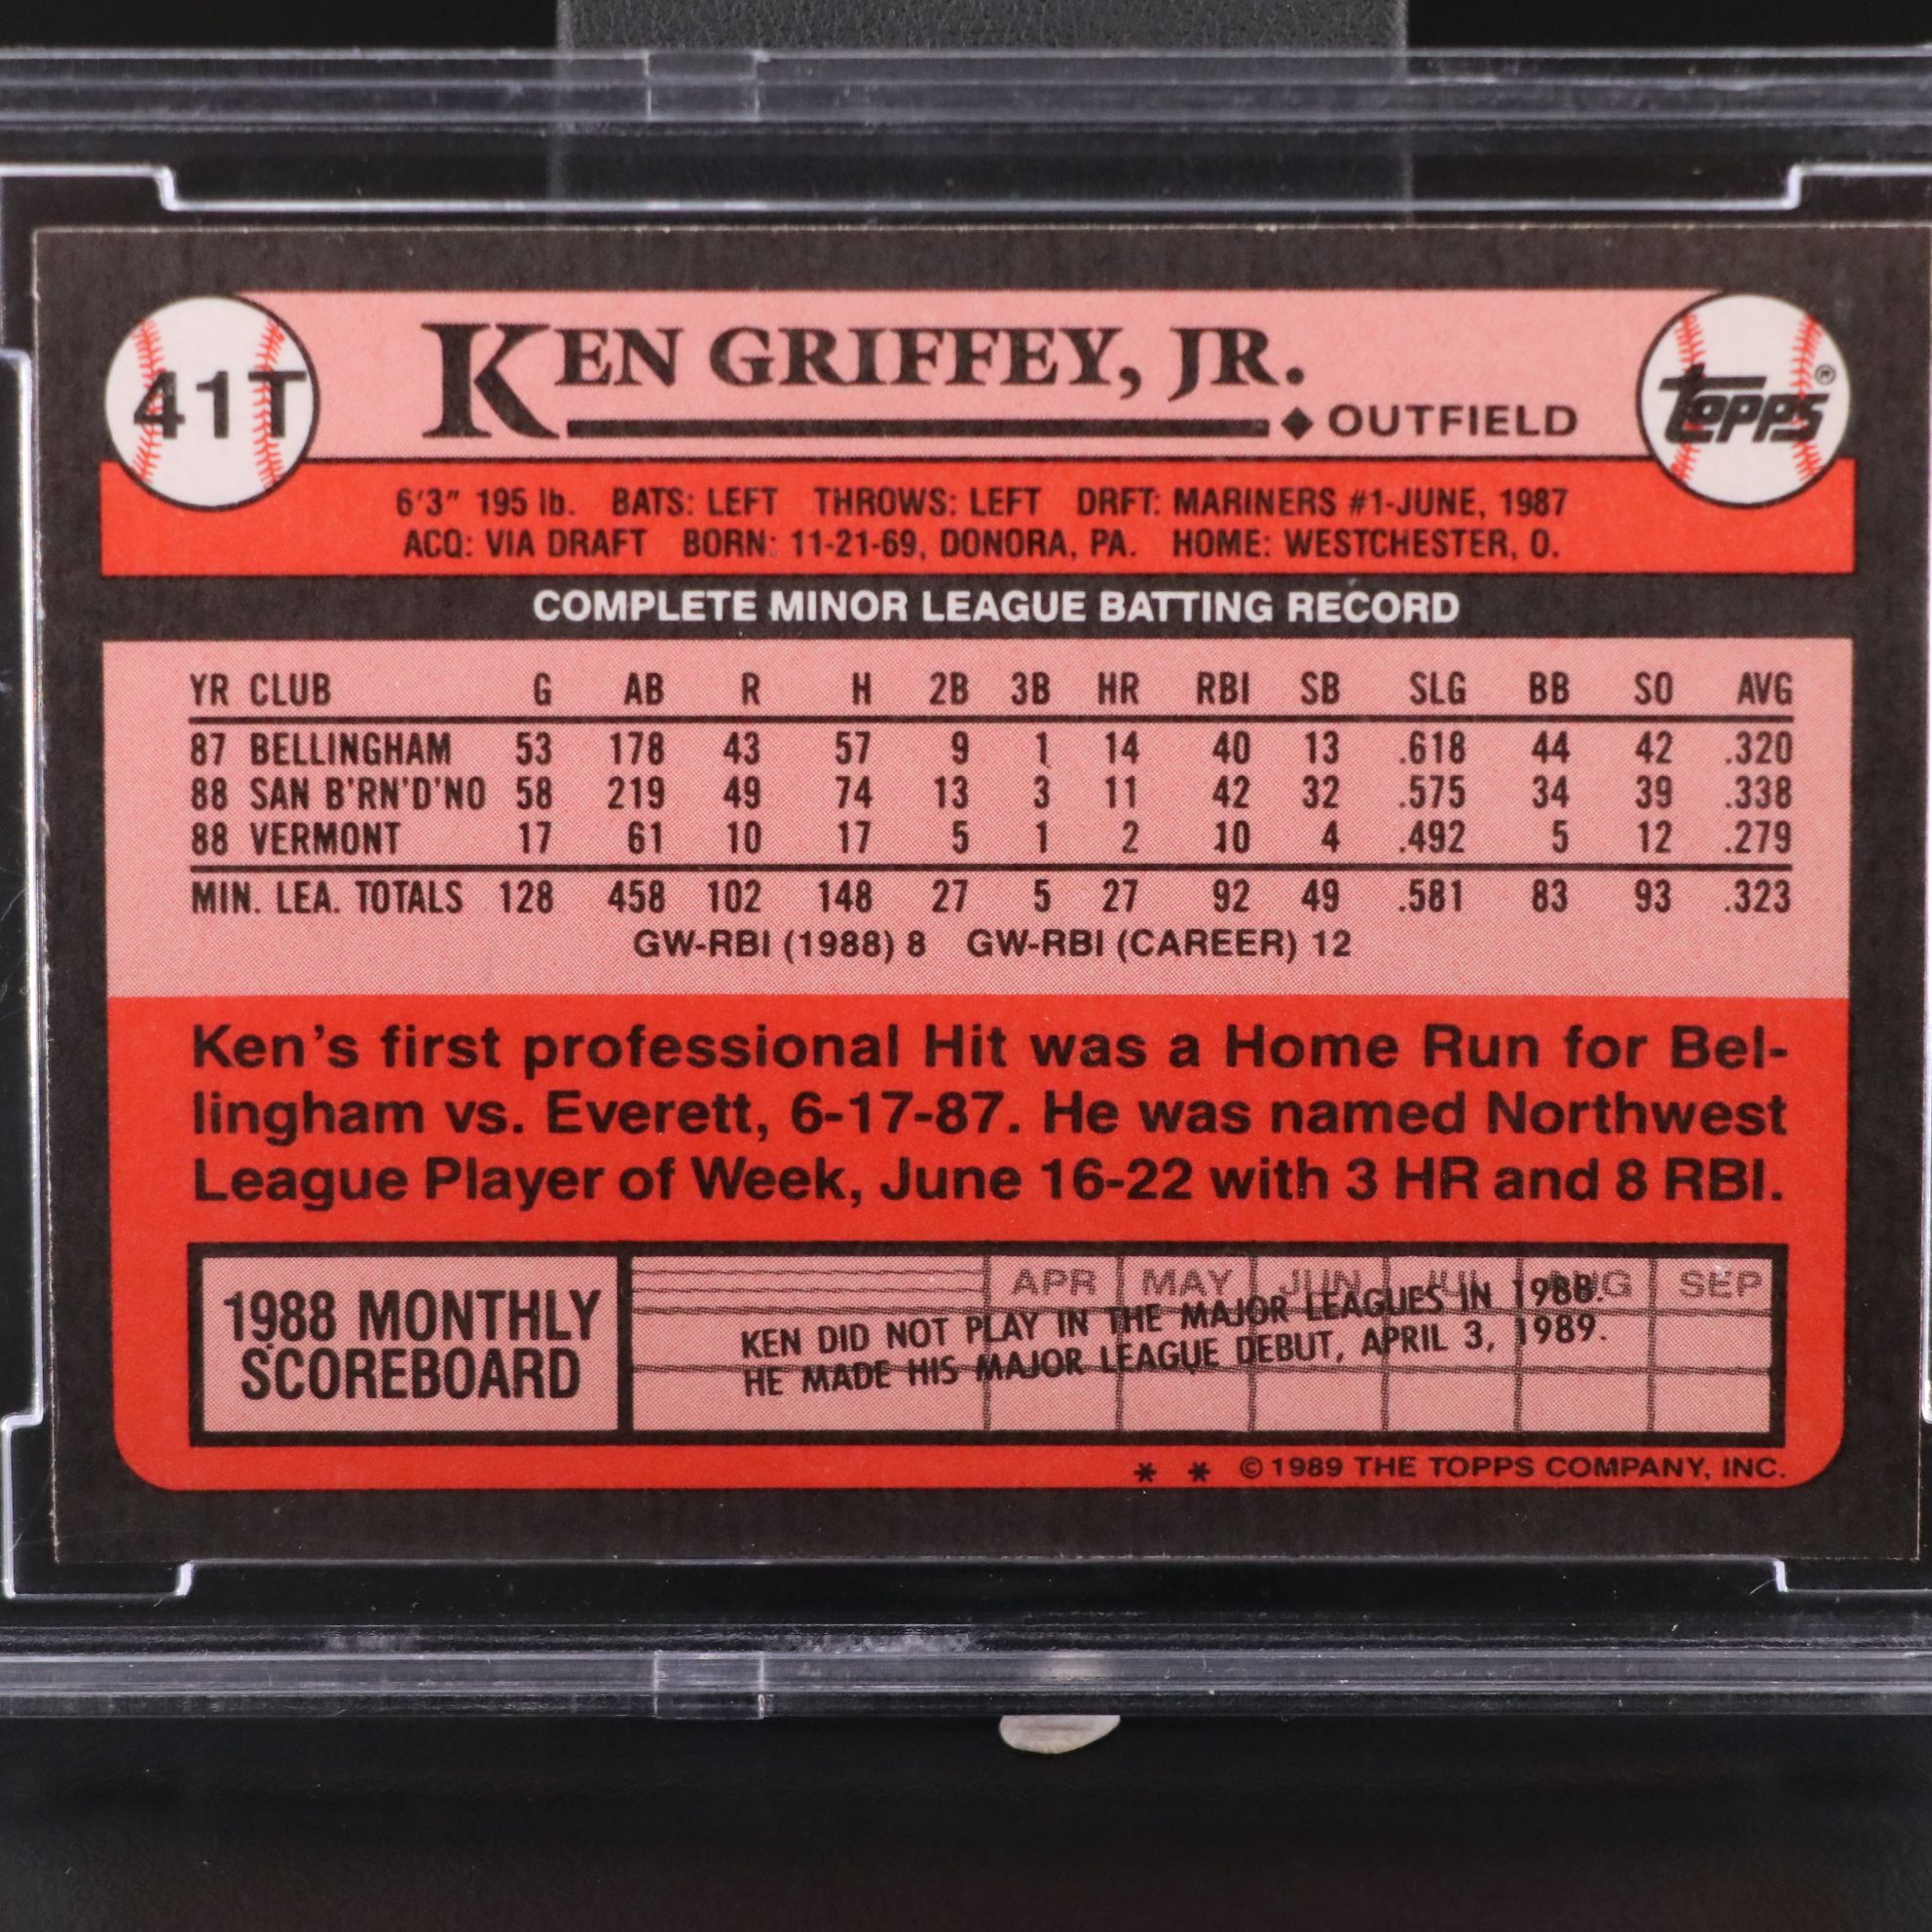 41T
KEN GRIFFEY, JR.
◆ OUTFIELD
TOPPS®
6'3" 195 lb. BATS: LEFT THROWS: LEFT DRFT: MARINERS #1-JUNE, 1987
ACQ: VIA DRAFT BORN: 11-21-69, DONORA, PA. HOME: WESTCHESTER, O.
COMPLETE MINOR LEAGUE BATTING RECORD
YR CLUB G AB R H 2B 3B HR RBI SB SLG BB SO AVG
87 BELLINGHAM 53 178 43 57 9 1 14 40 13 .618 44 42 .320
88 SAN B'RN'D'NO 58 219 49 74 13 3 11 42 32 .575 34 39 .338
88 VERMONT 17 61 10 17 5 1 2 10 4 .492 5 12 .279
MIN. LEA. TOTALS 128 458 102 148 27 5 27 92 49 .581 83 93 .323
GW-RBI (1988) 8 GW-RBI (CAREER) 12
Ken's first professional Hit was a Home Run for Bel-
lingham vs. Everett, 6-17-87. He was named Northwest
League Player of Week, June 16-22 with 3 HR and 8 RBI.
1988 MONTHLY
SCOREBOARD
APR MAY JUN JUL AUG SEP
KEN DID NOT PLAY IN THE MAJOR LEAGUES IN 1988.
HE MADE HIS MAJOR LEAGUE DEBUT, APRIL 3, 1989.
* * © 1989 THE TOPPS COMPANY, INC.